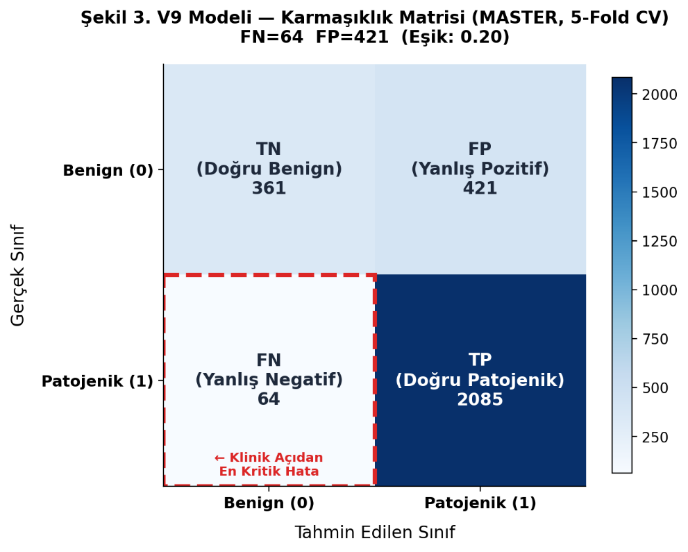 Şekil 3. V9 Modeli — Karmaşıklık Matrisi (MASTER, 5-Fold CV)
FN=64  FP=421  (Eşik: 0.20)
Gerçek Sınıf
Benign (0)
Patojenik (1)
TN
(Doğru Benign)
361
FP
(Yanlış Pozitif)
421
FN
(Yanlış Negatif)
64
← Klinik Açıdan
En Kritik Hata
TP
(Doğru Patojenik)
2085
Benign (0)
Patojenik (1)
Tahmin Edilen Sınıf
2000
1750
1500
1250
1000
750
500
250